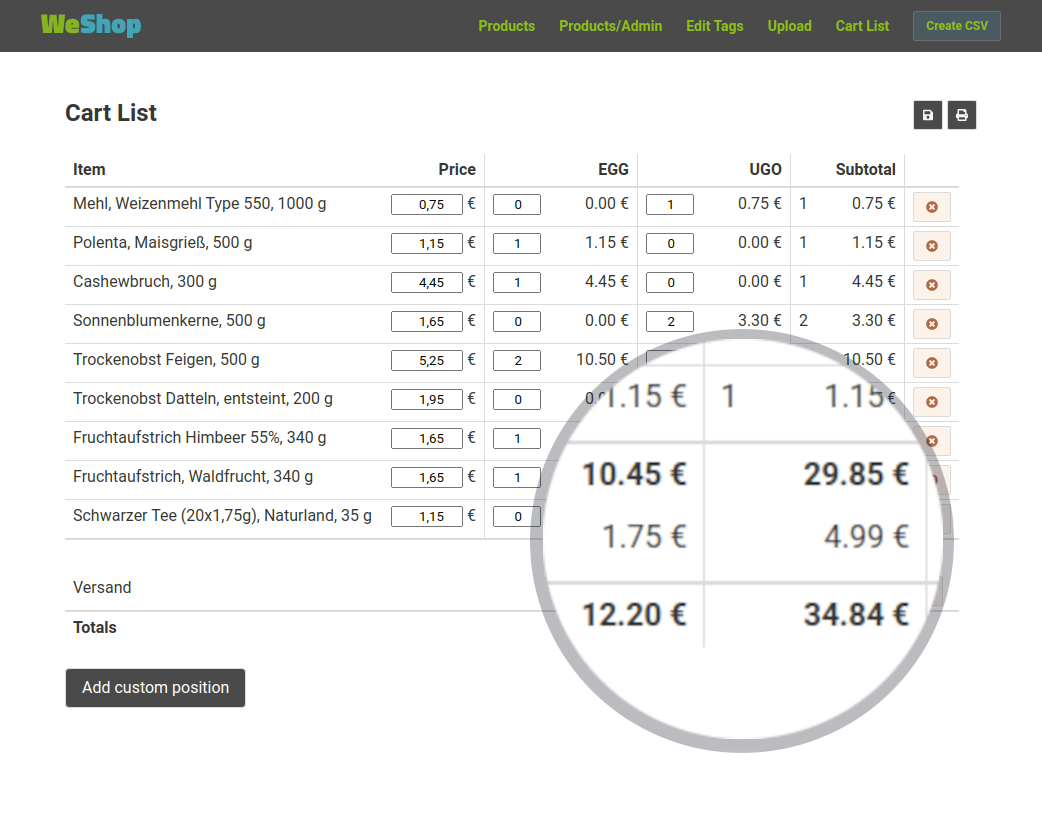 WeShop Products Products/Admin Edit Tags Upload Cart List Create CSV
Cart List
Item Price EGG UGO Subtotal
Mehl, Weizenmehl Type 550, 1000 g 0,75 € 0 0.00 € 1 0.75 € 1 0.75 €
Polenta, Maisgrieß, 500 g 1,15 € 1 1.15 € 0 0.00 € 1 1.15 €
Cashewbruch, 300 g 4,45 € 1 4.45 € 0 0.00 € 1 4.45 €
Sonnenblumenkerne, 500 g 1,65 € 0 0.00 € 2 3.30 € 2 3.30 €
Trockenobst Feigen, 500 g 5,25 € 2 10.50 € 10.50 €
Trockenobst Datteln, entsteint, 200 g 1,95 € 0 €
1.15 € 1 1.15
Fruchtaufstrich Himbeer 55%, 340 g 1,65 € 1
Fruchtaufstrich, Waldfrucht, 340 g 1,65 € 1
10.45 € 29.85 €
Schwarzer Tee (20x1,75g), Naturland, 35 g 1,15 € 0
1.75 € 4.99 €
Versand
12.20 € 34.84 €
Totals
Add custom position